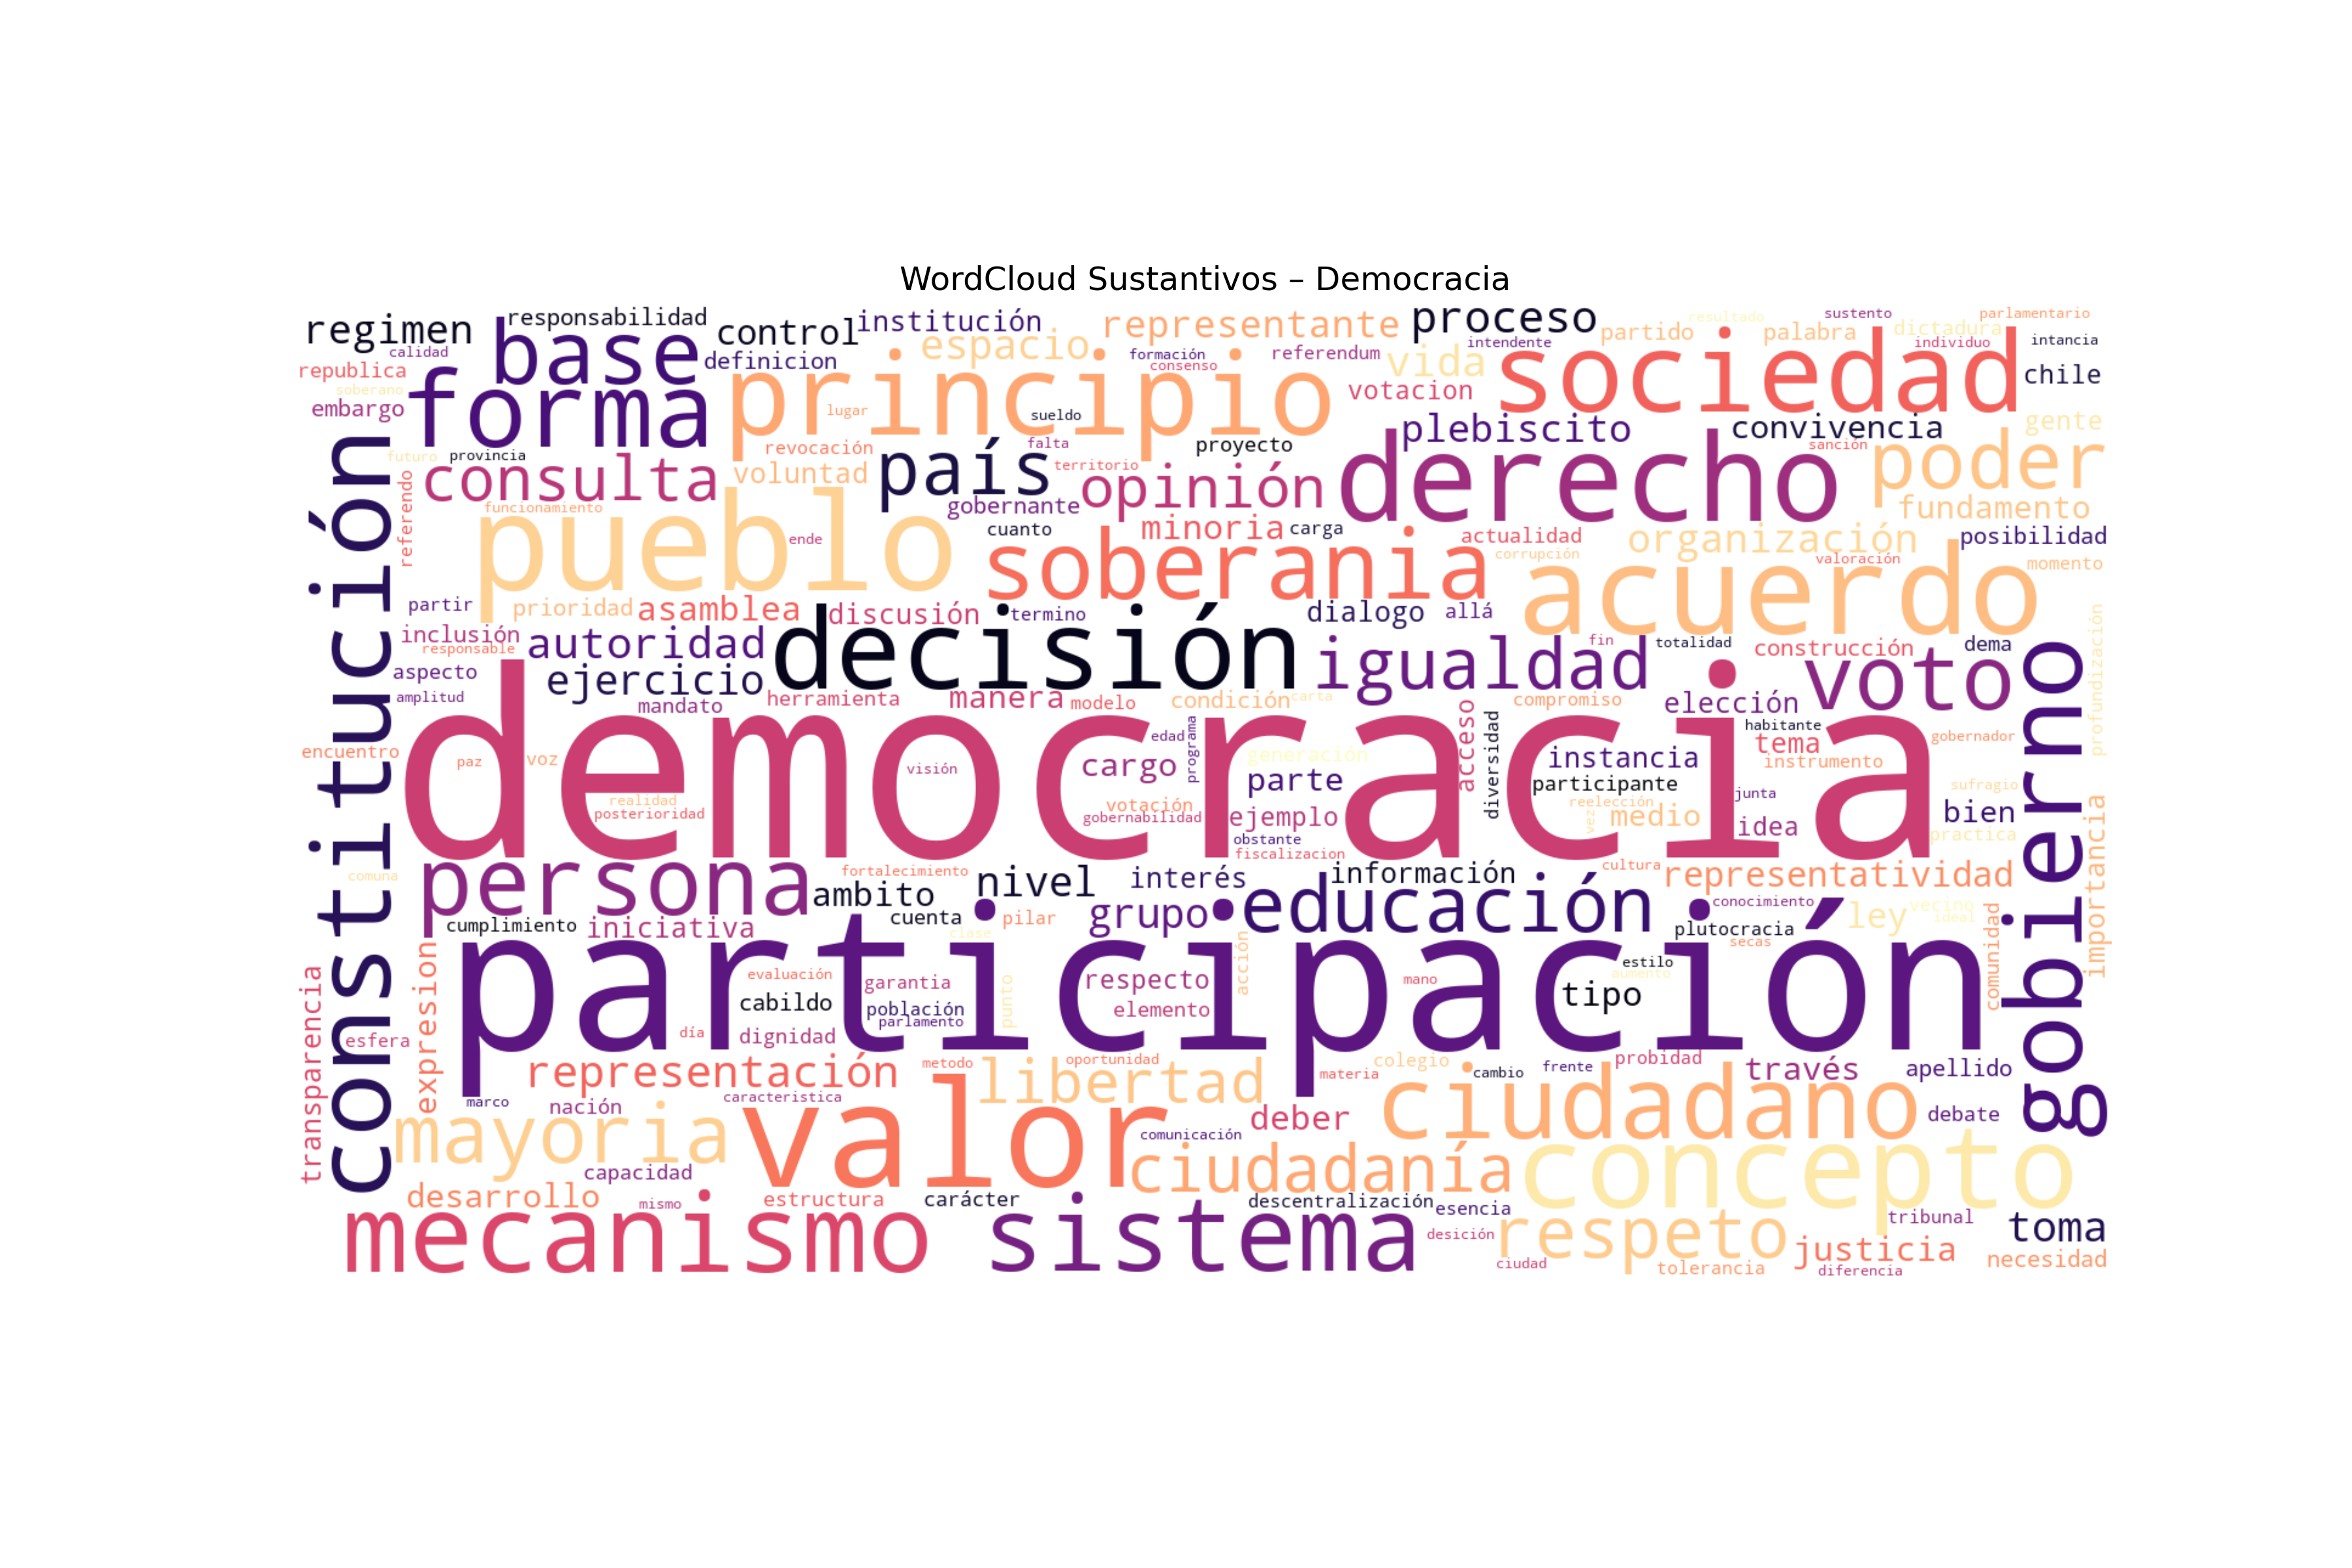 WordCloud Sustantivos – Democracia
regimen
responsabilidad
control
institución
representante
proceso
partido
resultado
palabra
sustento
dictadura
parlamentario
calidad
base
definicion
espacio
formación
consenso
referendum
vida
intendente
sociedad
individuo
intancia
republica
soberano
embargo
forma
principio
lugar
sueldo
votacion
chile
futuro
provincia
revocación
falta
proyecto
plebiscito
convivencia
sanción
gente
constitución
referendo
consulta
voluntad
país
territorio
opinión
derecho
poder
funcionamiento
pueblo
ende
gobernante
cuanto
minoria
carga
actualidad
corrupción
organización
fundamento
valoración
posibilidad
momento
soberania
acuerdo
partir
prioridad
asamblea
discusión
termino
dialogo
allá
inclusión
responsable
autoridad
decisión
igualdad
fin
totalidad
construcción
dema
profundización
aspecto
amplitud
ejercicio
mandato
herramienta
manera
modelo
condición
carta
compromiso
elección
voto
gobierno
democracia
encuentro
paz
voz
visión
edad
programa
generación
acceso
diversidad
instancia
habitante
tema
instrumento
gobernador
realidad
posterioridad
cargo
parte
participante
junta
sufragio
votación
gobernabilidad
ejemplo
reelección
vez
medio
idea
bien
practica
importancia
obstante
fiscalizacion
comuna
persona
fortalecimiento
ambito
nivel
interés
información
cultura
representatividad
cumplimiento
iniciativa
cuenta
clase
pilar
grupo
educación
conocimiento
plutocracia
secas
ley
vecino
ideal
comunidad
participación
transparencia
expresion
evaluación
cabildo
garantia
población
parlamento
punto
respecto
elemento
acción
mano
estilo
aumento
tipo
esfera
día
dignidad
representación
metodo
libertad
oportunidad
materia
colegio
cambio
frente
probidad
través
apellido
marco
nación
caracteristica
valor
comunicación
deber
ciudadano
debate
mayoria
capacidad
ciudadanía
concepto
desarrollo
mismo
estructura
carácter
descentralización
esencia
mecanismo
sistema
desición
respeto
tribunal
toma
ciudad
tolerancia
justicia
diferencia
necesidad